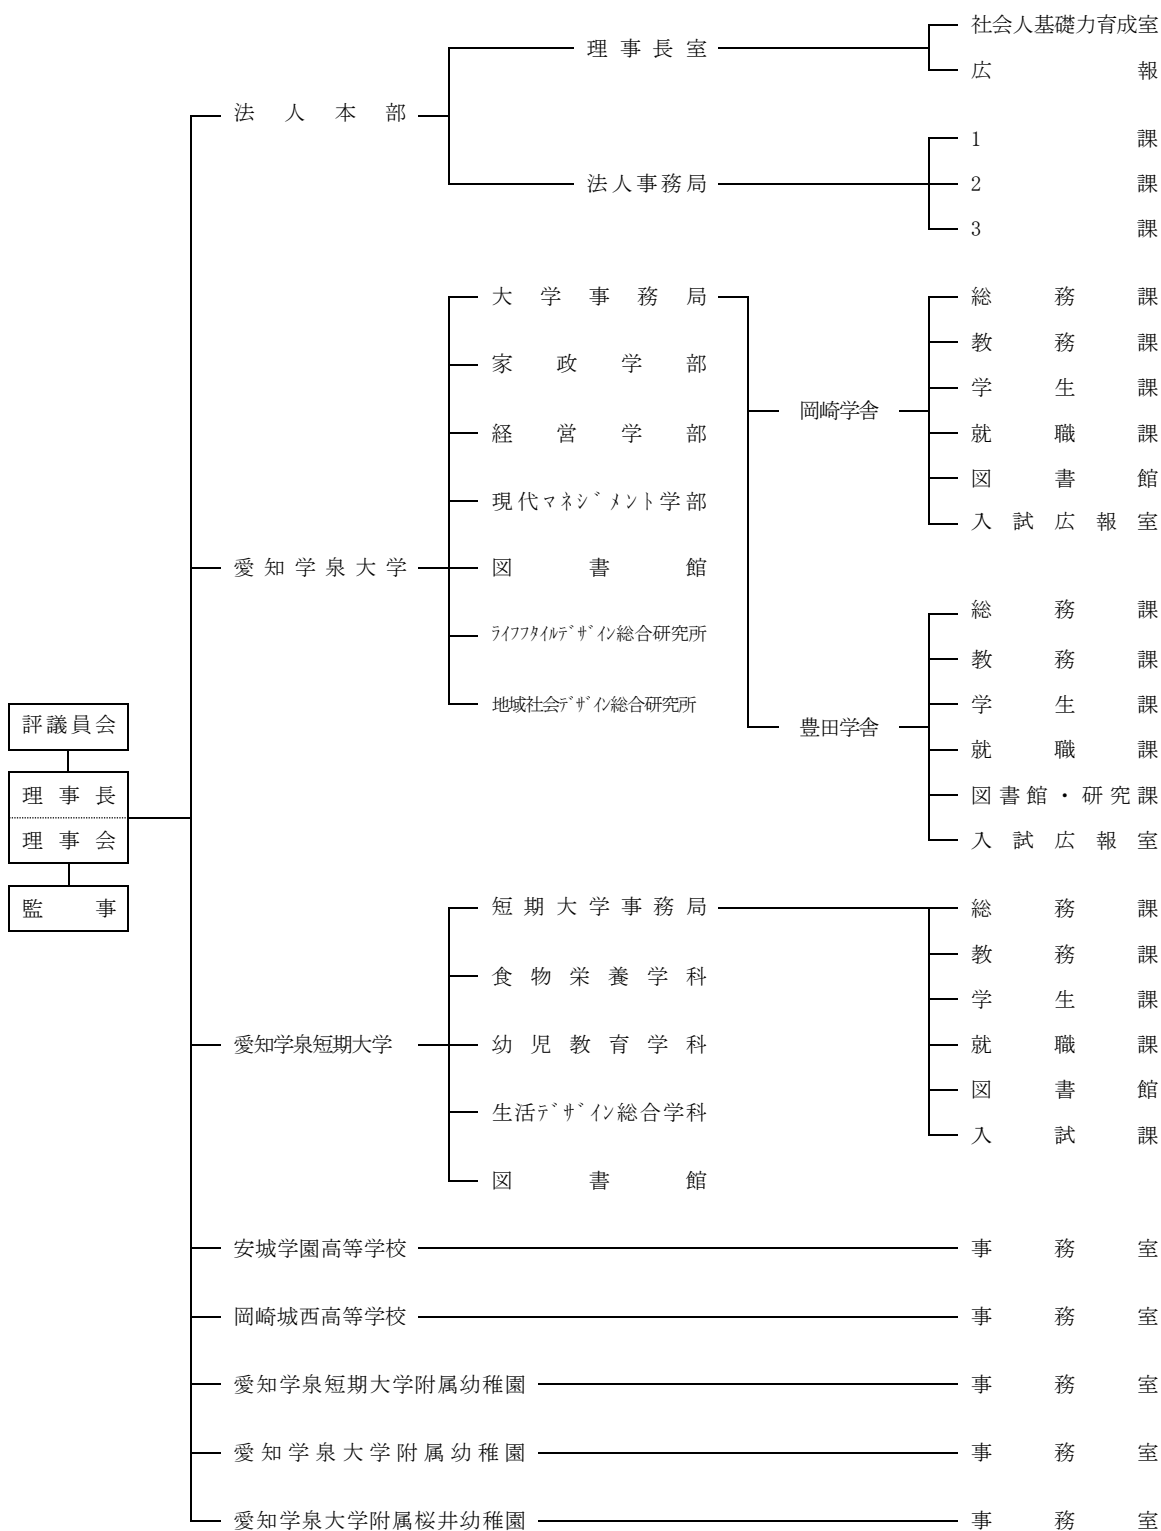 社会人基礎力育成室
理事長室
広報
法人本部
1課
法人事務局
2課
3課
大学事務局
総務課
家政学部
教務課
学生課
岡崎学舎
経営学部
就職課
図書館
現代マネジメント学部
入試広報室
愛知学泉大学
図書館
総務課
ライフフタイルデザイン総合研究所
教務課
地域社会デザイン総合研究所
学生課
評議員会
豊田学舎
就職課
理事長
図書館・研究課
理事会
入試広報室
監事
短期大学事務局
総務課
教務課
食物栄養学科
学生課
愛知学泉短期大学
幼児教育学科
就職課
図書館
生活デザイン総合学科
入試課
図書館
安城学園高等学校
事務室
岡崎城西高等学校
事務室
愛知学泉短期大学附属幼稚園
事務室
愛知学泉大学附属幼稚園
事務室
愛知学泉大学附属桜井幼稚園
事務室